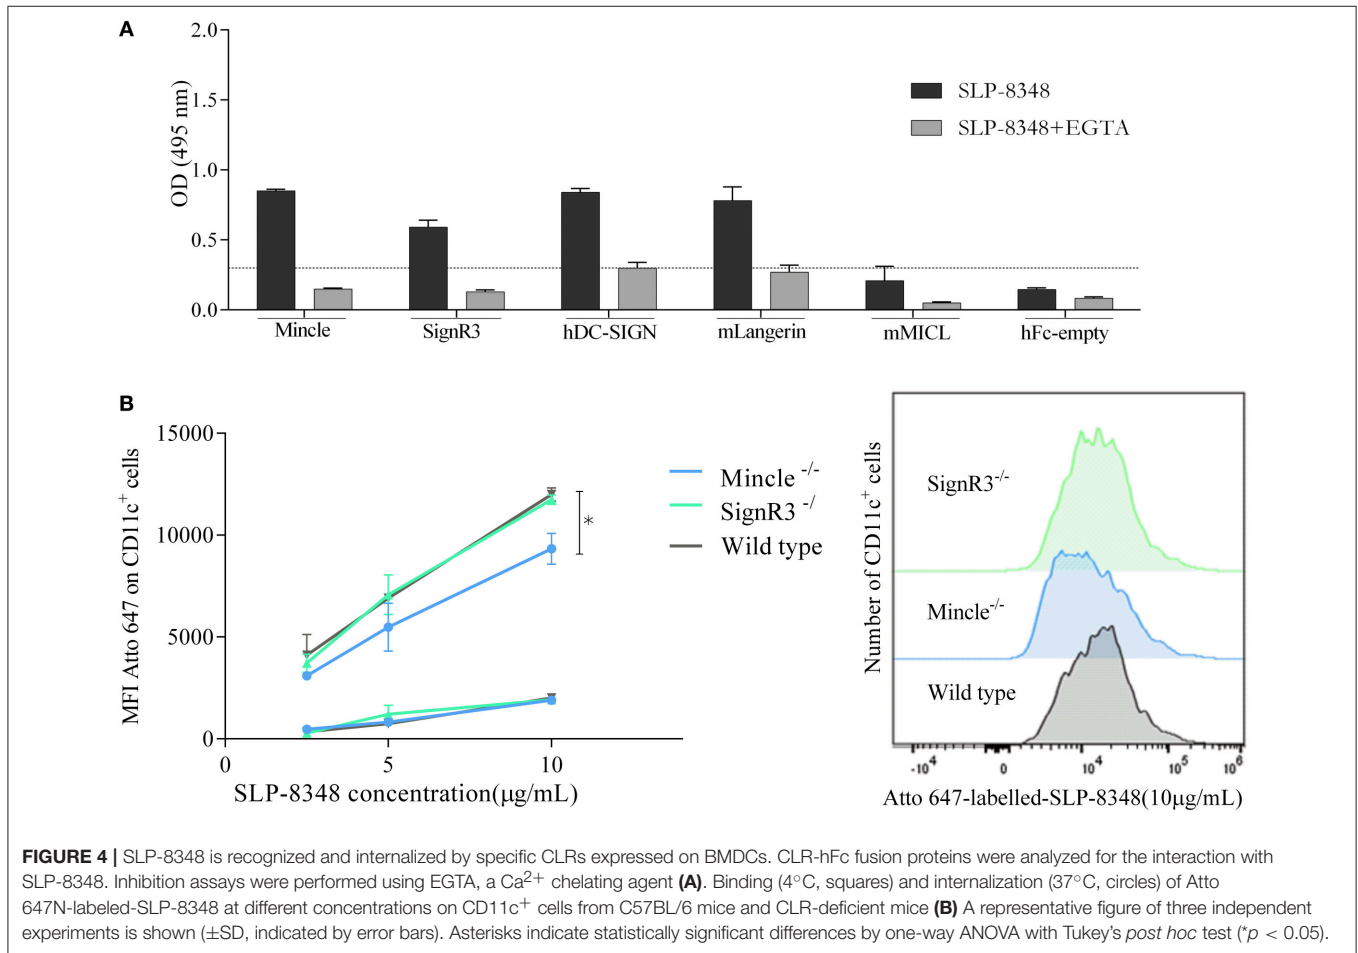 A
2.0
1.5
1.0
0.5
0.0
OD (495 nm)
SLP-8348
SLP-8348+EGTA
Mincle SignR3 hDC-SIGN mLangerin mMICL hFc-empty
B
15000
10000
5000
0
MFI Atto 647 on CD11c+ cells
0 5 10
SLP-8348 concentration(µg/mL)
Mincle -/-
SignR3 -/
Wild type
*
Number of CD11c+ cells
SignR3-/-
Mincle-/-
Wild type
-10^4 0 10^4 10^5 10^6
Atto 647-labelled-SLP-8348(10µg/mL)
FIGURE 4 | SLP-8348 is recognized and internalized by specific CLRs expressed on BMDCs. CLR-hFc fusion proteins were analyzed for the interaction with
SLP-8348. Inhibition assays were performed using EGTA, a Ca2+ chelating agent (A). Binding (4°C, squares) and internalization (37°C, circles) of Atto
647N-labeled-SLP-8348 at different concentrations on CD11c+ cells from C57BL/6 mice and CLR-deficient mice (B) A representative figure of three independent
experiments is shown (±SD, indicated by error bars). Asterisks indicate statistically significant differences by one-way ANOVA with Tukey's post hoc test (*p < 0.05).